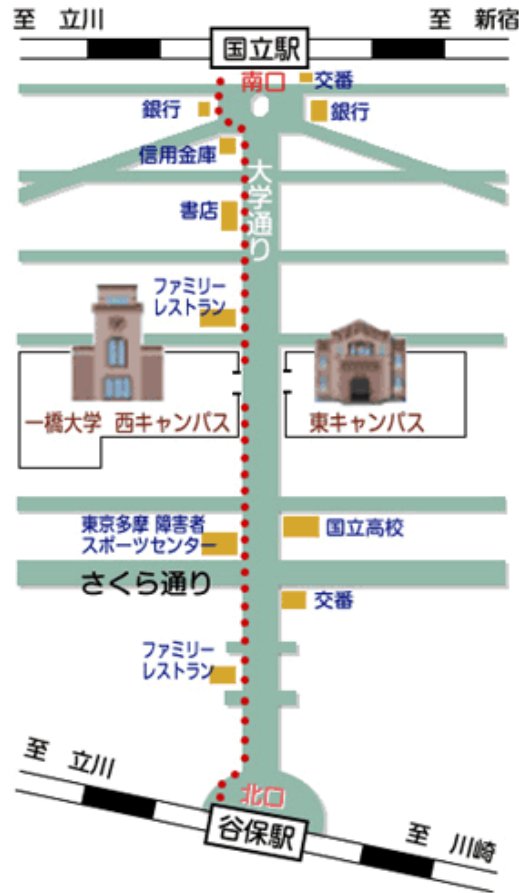 至 立川
至 新宿
国立駅
南口
交番
銀行
銀行
信用金庫
大学通り
書店
ファミリー
レストラン
一橋大学 西キャンパス
東キャンパス
東京多摩 障害者
スポーツセンター
国立高校
さくら通り
交番
ファミリー
レストラン
至 立川
北口
谷保駅
至 川崎